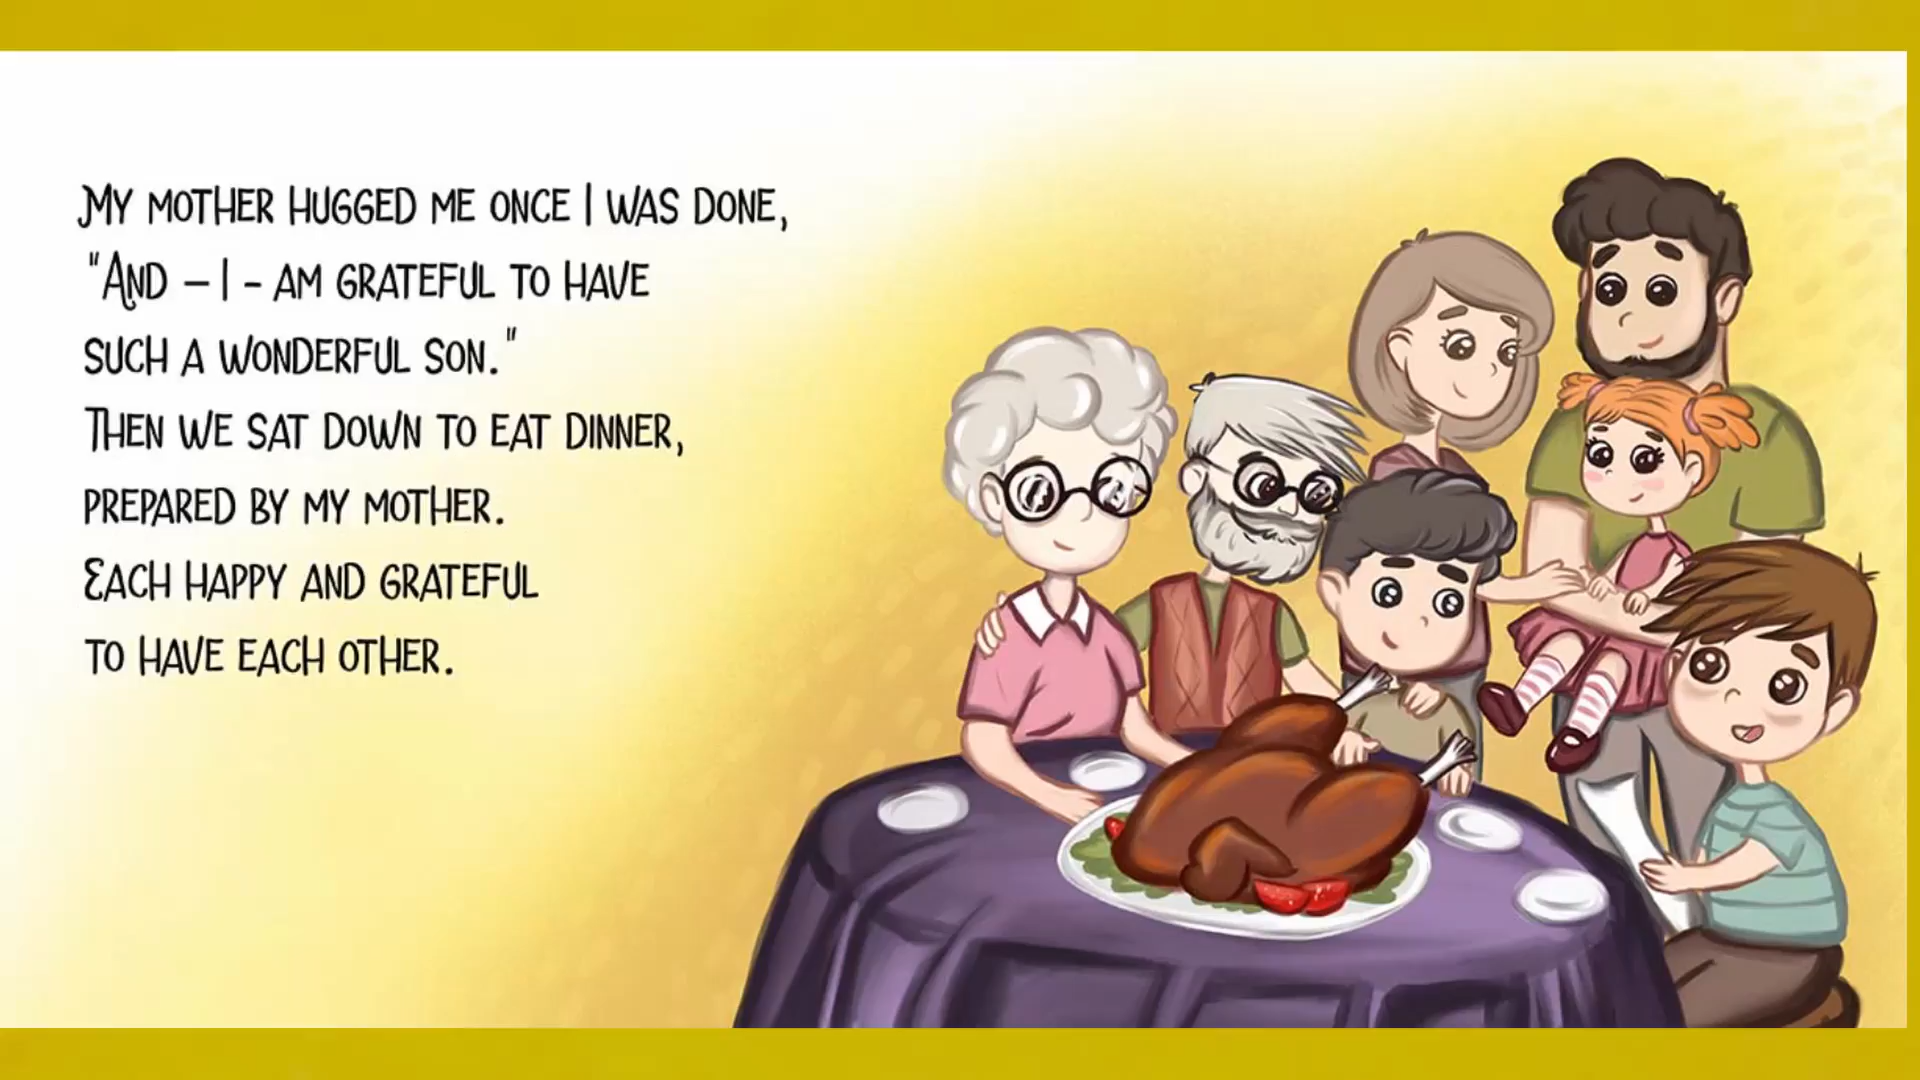 My mother hugged me once I was done,
"And – I - am grateful to have
such a wonderful son."
Then we sat down to eat dinner,
prepared by my mother.
Each happy and grateful
to have each other.